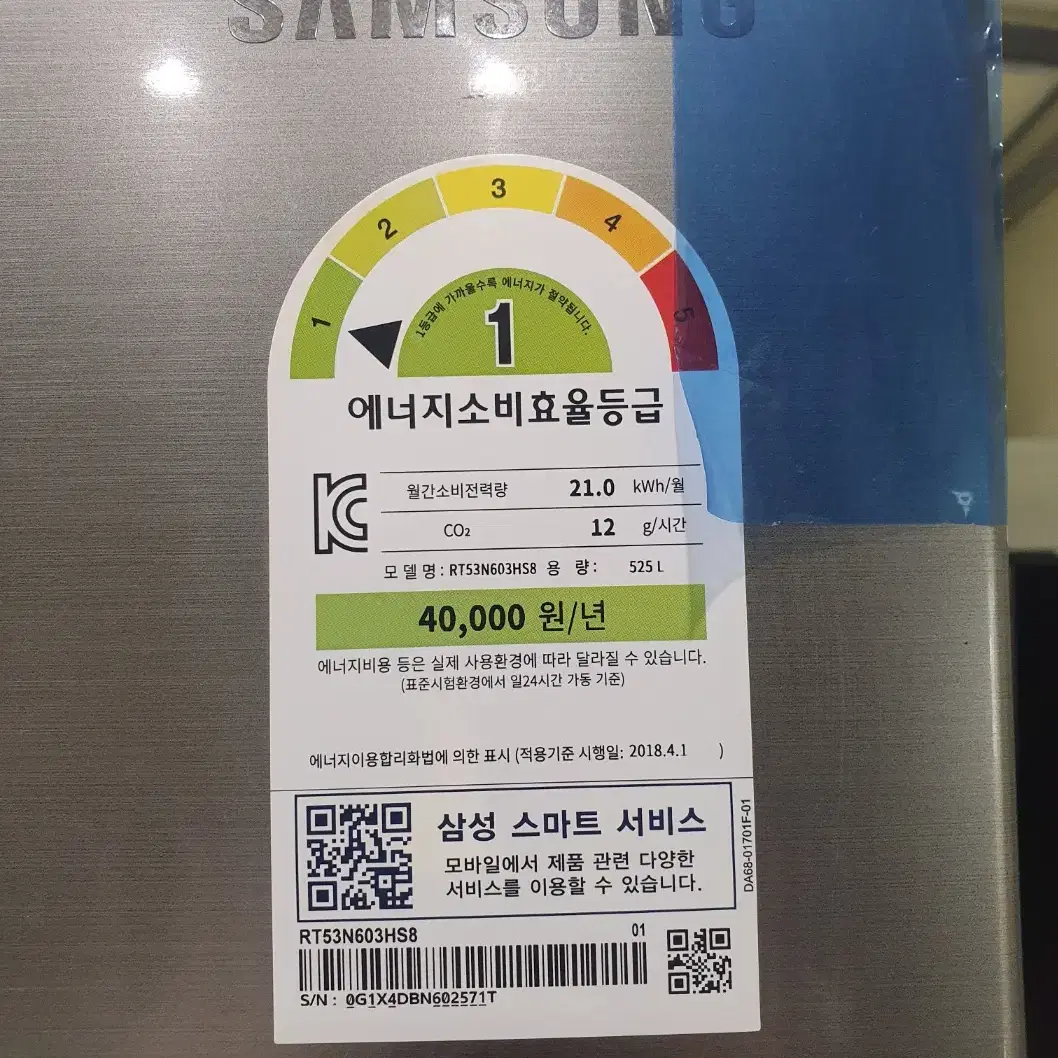 SAMSUNG
1
2
3
4
5
1등급에 가까울수록 에너지가 절약됩니다.
1
에너지소비효율등급
월간소비전력량 21.0 kWh/월
CO₂ 12 g/시간
모 델 명 : RT53N603HS8 용 량 : 525 L
40,000 원/년
에너지비용 등은 실제 사용환경에 따라 달라질 수 있습니다.
(표준시험환경에서 일24시간 가동 기준)
에너지이용합리화법에 의한 표시 (적용기준 시행일: 2018.4.1 )
삼성 스마트 서비스
모바일에서 제품 관련 다양한
서비스를 이용할 수 있습니다.
DA68-01701F-01
RT53N603HS8 01
S/N : 0G1X4DBN602571T